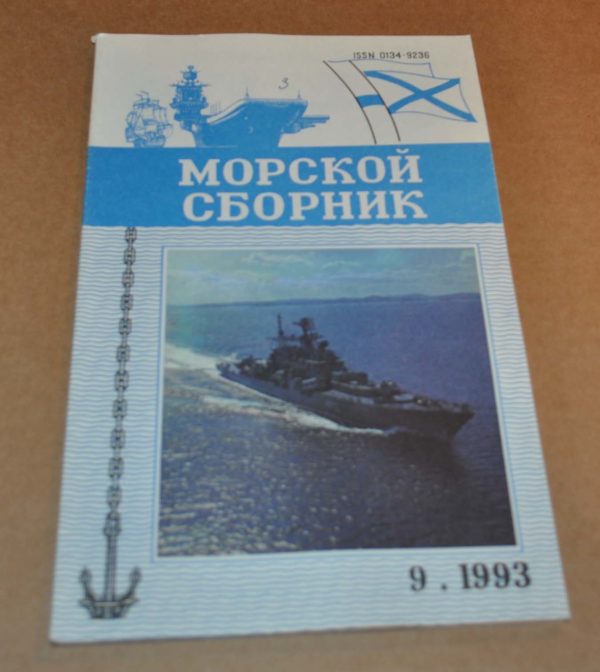 ISSN 0134-9236
3
МОРСКОЙ
СБОРНИК
9 . 1993